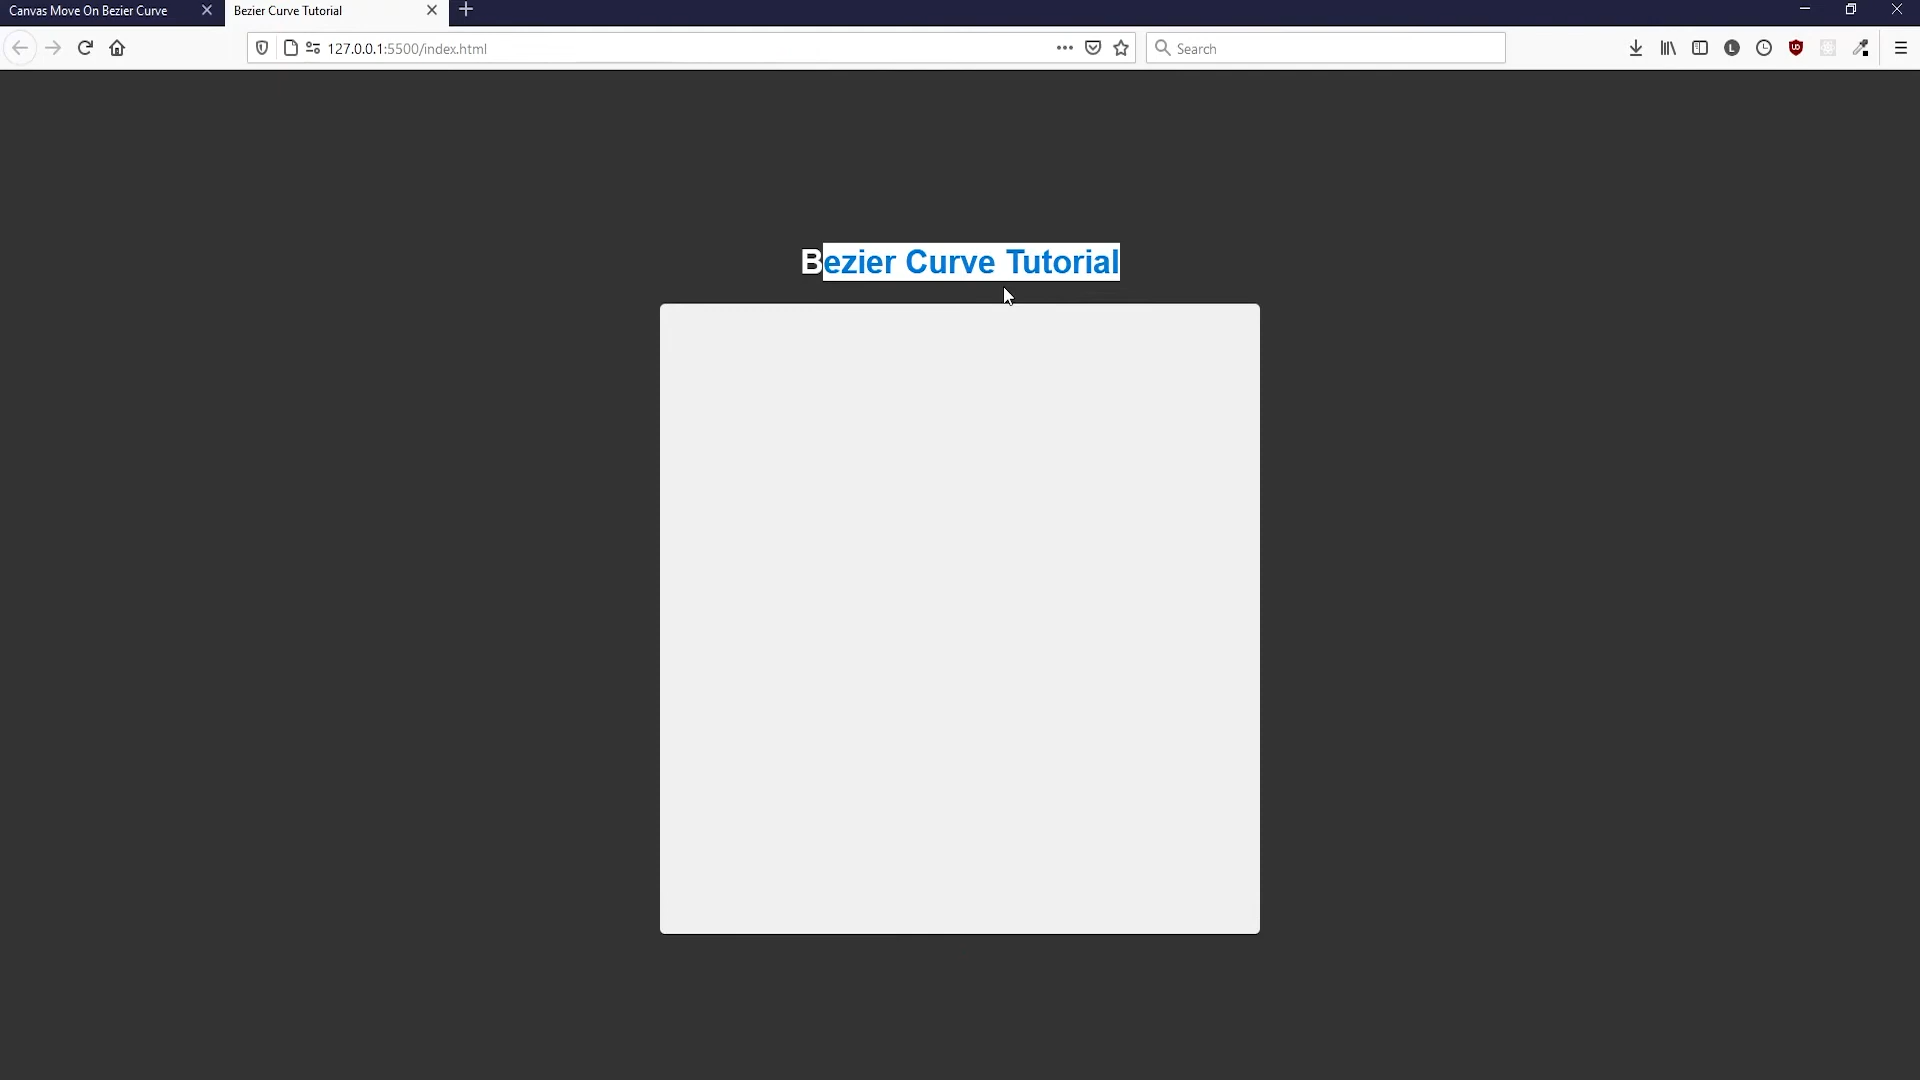 Canvas Move On Bezier Curve
Bezier Curve Tutorial
127.0.0.1:5500/index.html
Search
L
Bezier Curve Tutorial